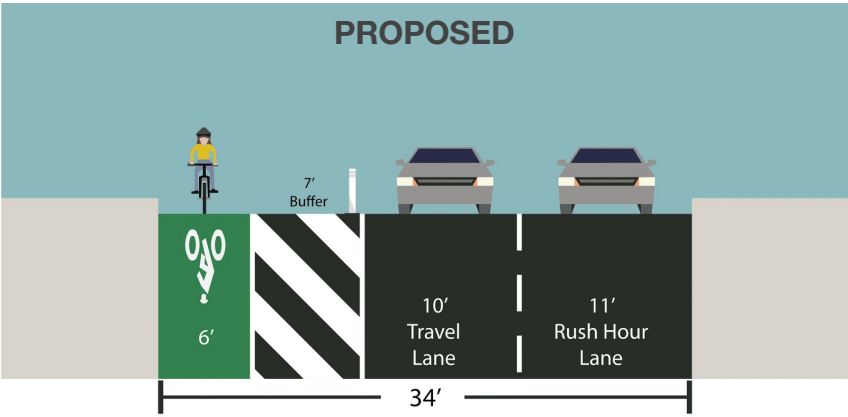 PROPOSED
7’
Buffer
6’
10’
Travel
Lane
11’
Rush Hour
Lane
34’